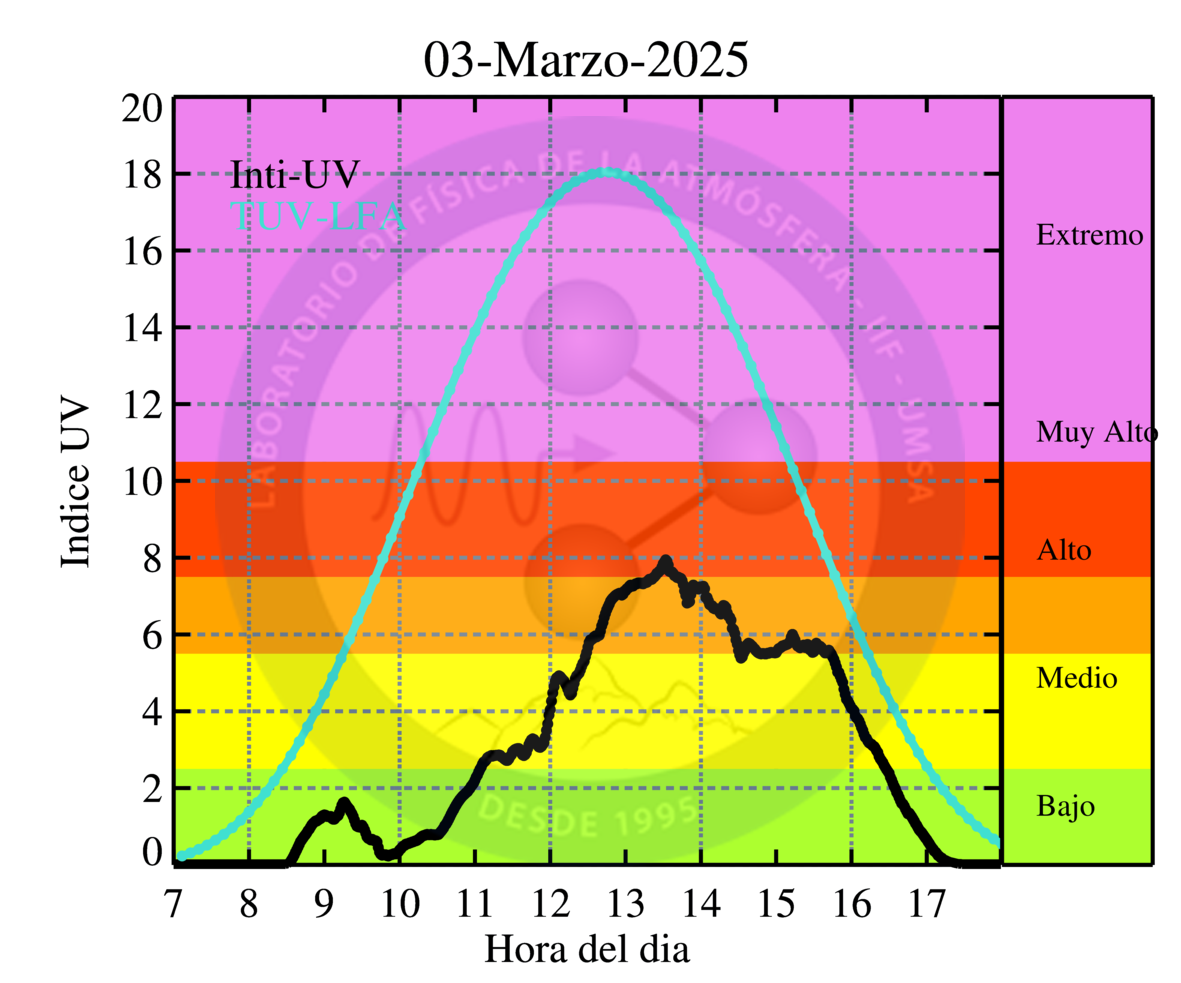 03-Marzo-2025
Inti-UV
TUV-LFA
LABORATORIO DE FÍSICA DE LA ATMÓSFERA - IIF - UMSA
DESDE 1995
Indice UV
20
18
16
14
12
10
8
6
4
2
0
Extremo
Muy Alto
Alto
Medio
Bajo
7 8 9 10 11 12 13 14 15 16 17
Hora del dia